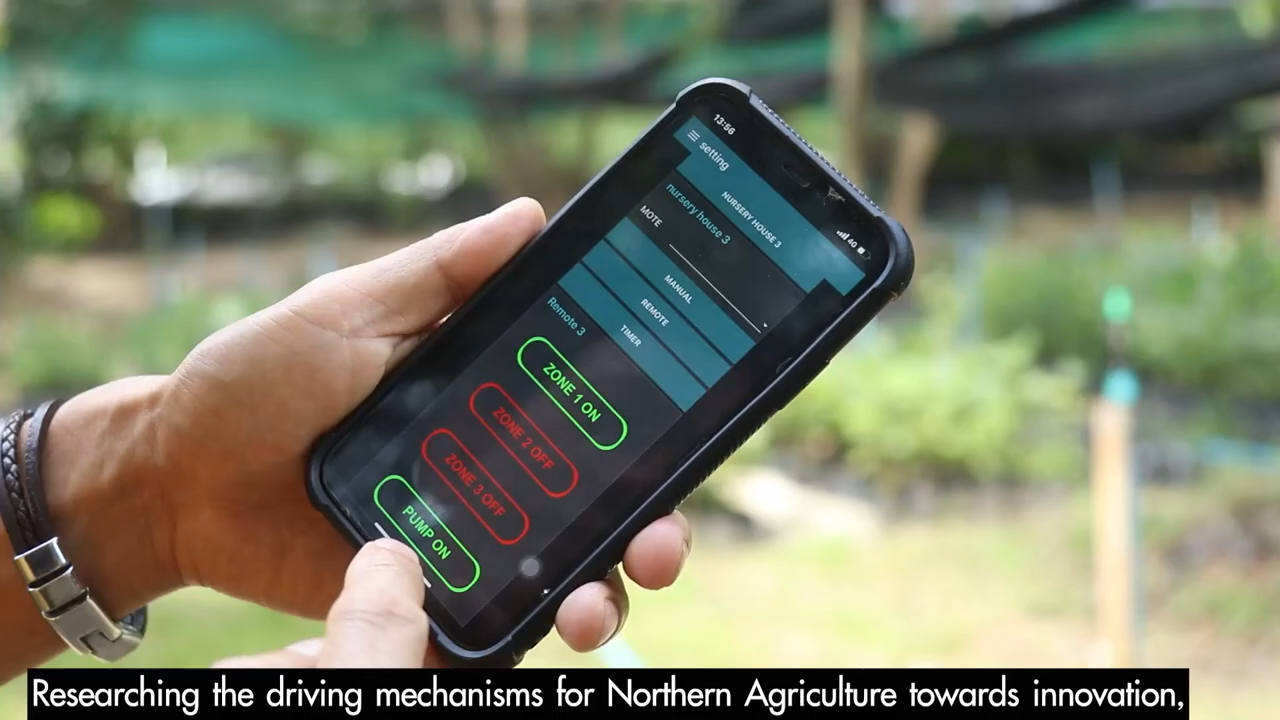 13:56
4G
setting
NURSERY HOUSE 3
nursery house 3
MOTE
MANUAL
REMOTE
TIMER
Remote 3
ZONE 1 ON
ZONE 2 OFF
ZONE 3 OFF
PUMP ON
Researching the driving mechanisms for Northern Agriculture towards innovation,